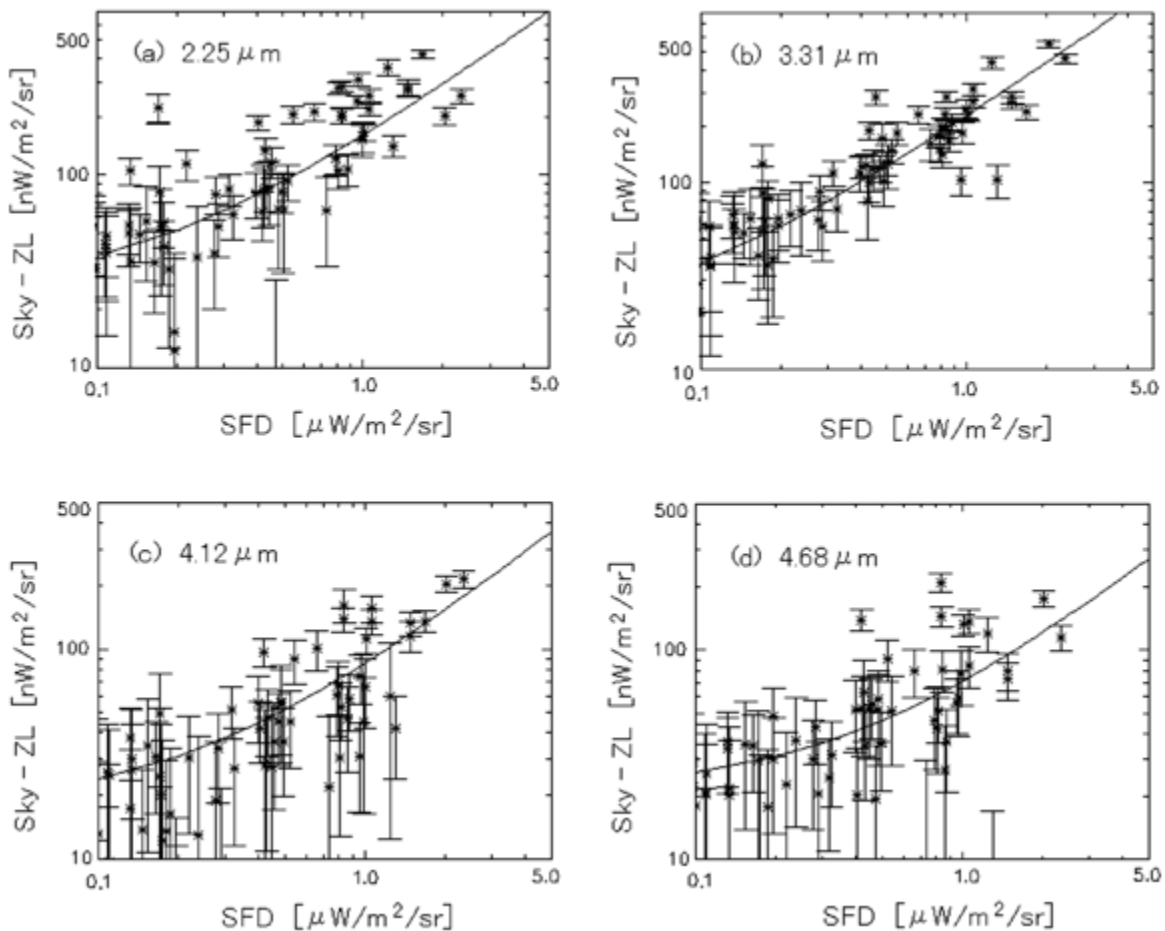 (a) 2.25 μm
500
100
10
Sky-ZL [nW/m²/sr]
0.1 1.0 5.0
SFD [μW/m²/sr]
(b) 3.31 μm
500
100
10
Sky-ZL [nW/m²/sr]
0.1 1.0 5.0
SFD [μW/m²/sr]
(c) 4.12 μm
500
100
10
Sky-ZL [nW/m²/sr]
0.1 1.0 5.0
SFD [μW/m²/sr]
(d) 4.68 μm
500
100
10
Sky-ZL [nW/m²/sr]
0.1 1.0 5.0
SFD [μW/m²/sr]